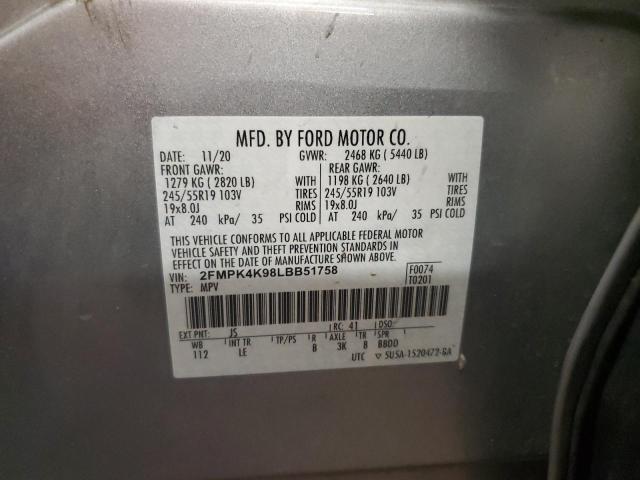 MFD. BY FORD MOTOR CO.
DATE: 11/20 GVWR: 2468 KG ( 5440 LB)
FRONT GAWR: REAR GAWR:
1279 KG ( 2820 LB) WITH 1198 KG ( 2640 LB) WITH
245/55R19 103V TIRES 245/55R19 103V TIRES
19x8.0J RIMS 19x8.0J RIMS
AT 240 kPa/ 35 PSI COLD AT 240 kPa/ 35 PSI COLD
THIS VEHICLE CONFORMS TO ALL APPLICABLE FEDERAL MOTOR
VEHICLE SAFETY AND THEFT PREVENTION STANDARDS IN
EFFECT ON THE DATE OF MANUFACTURE SHOWN ABOVE.
VIN: 2FMPK4K98LBB51758 F0074
TYPE: MPV T0201
EXT PNT: JS RC: 41 DSO:
WB INT TR TP/PS R AXLE TR SPR
112 LE B 3K 8 BBDD
UTC ▽ 5U5A-1520472-GA